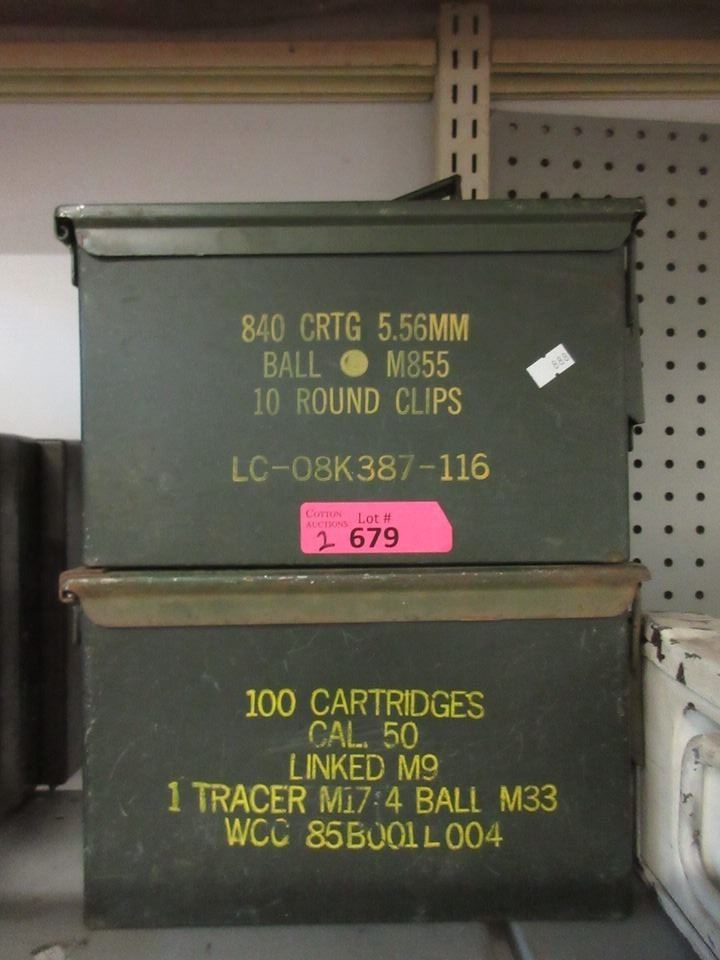 840 CRTG 5.56MM
BALL M855
10 ROUND CLIPS
LC-08K387-116
COTTON
AUCTIONS
Lot #
2 679
100 CARTRIDGES
CAL. 50
LINKED M9
1 TRACER M17-4 BALL M33
WCC 85B001L004